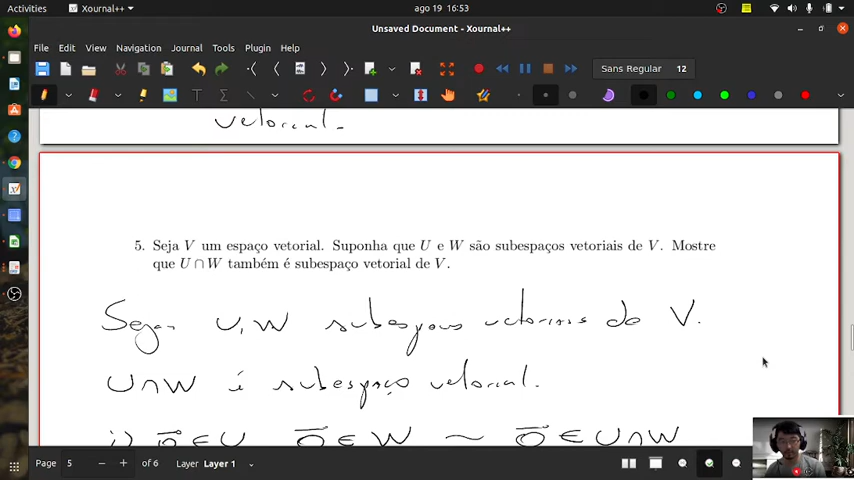 Activities Xournal++ ago 19 16:53
Unsaved Document - Xournal++
File Edit View Navigation Journal Tools Plugin Help
Sans Regular 12
vetorial.
5. Seja V um espaço vetorial. Suponha que U e W são subespaços vetoriais de V. Mostre
que U ∩ W também é subespaço vetorial de V.
Sejam U, W subespaços vetoriais de V.
U∩W é subespaço vetorial.
i) 0⃗ ∈ U 0⃗ ∈ W ~ 0⃗ ∈ U∩W
Page 5 of 6 Layer Layer 1